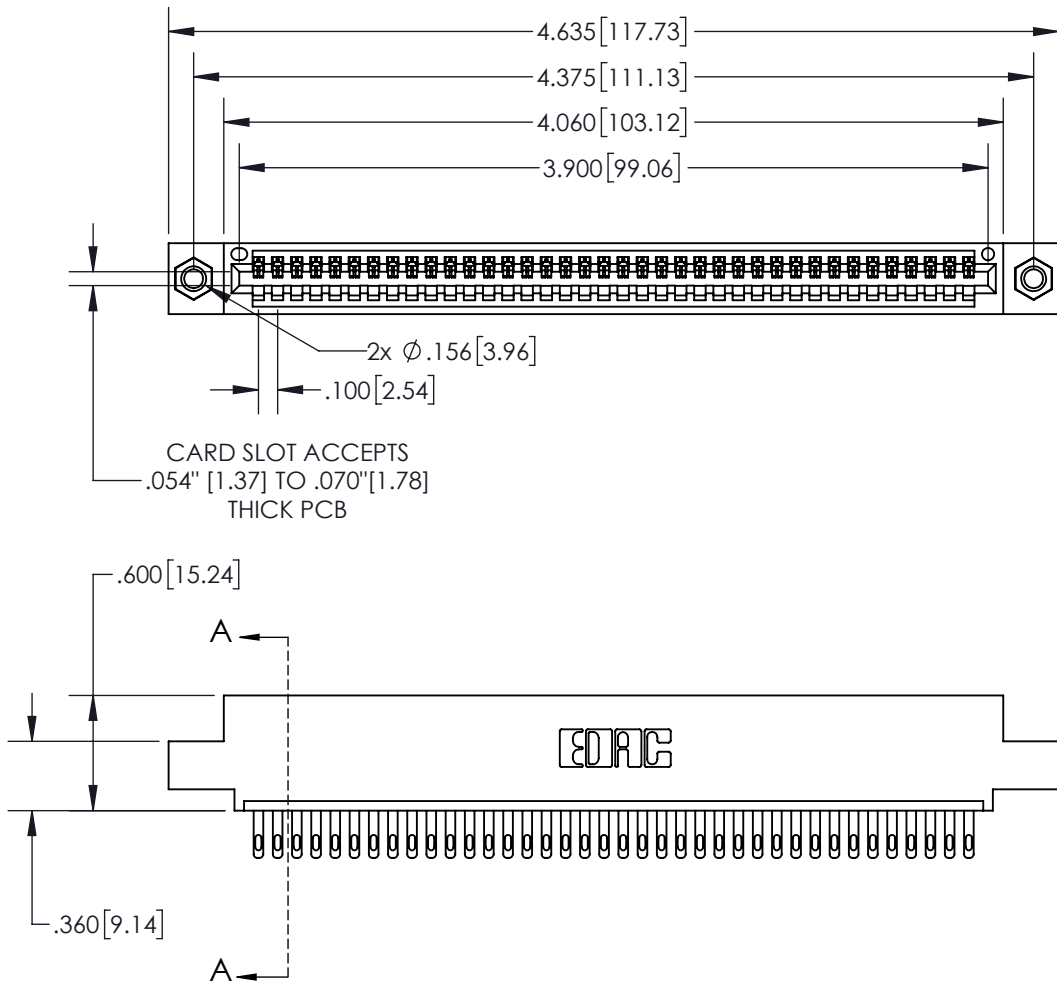 4.635[117.73]
4.375[111.13]
4.060[103.12]
3.900[99.06]
2x Ø.156[3.96]
.100[2.54]
CARD SLOT ACCEPTS
.054" [1.37] TO .070"[1.78]
THICK PCB
.600[15.24]
A
EDAC
.360[9.14]
A